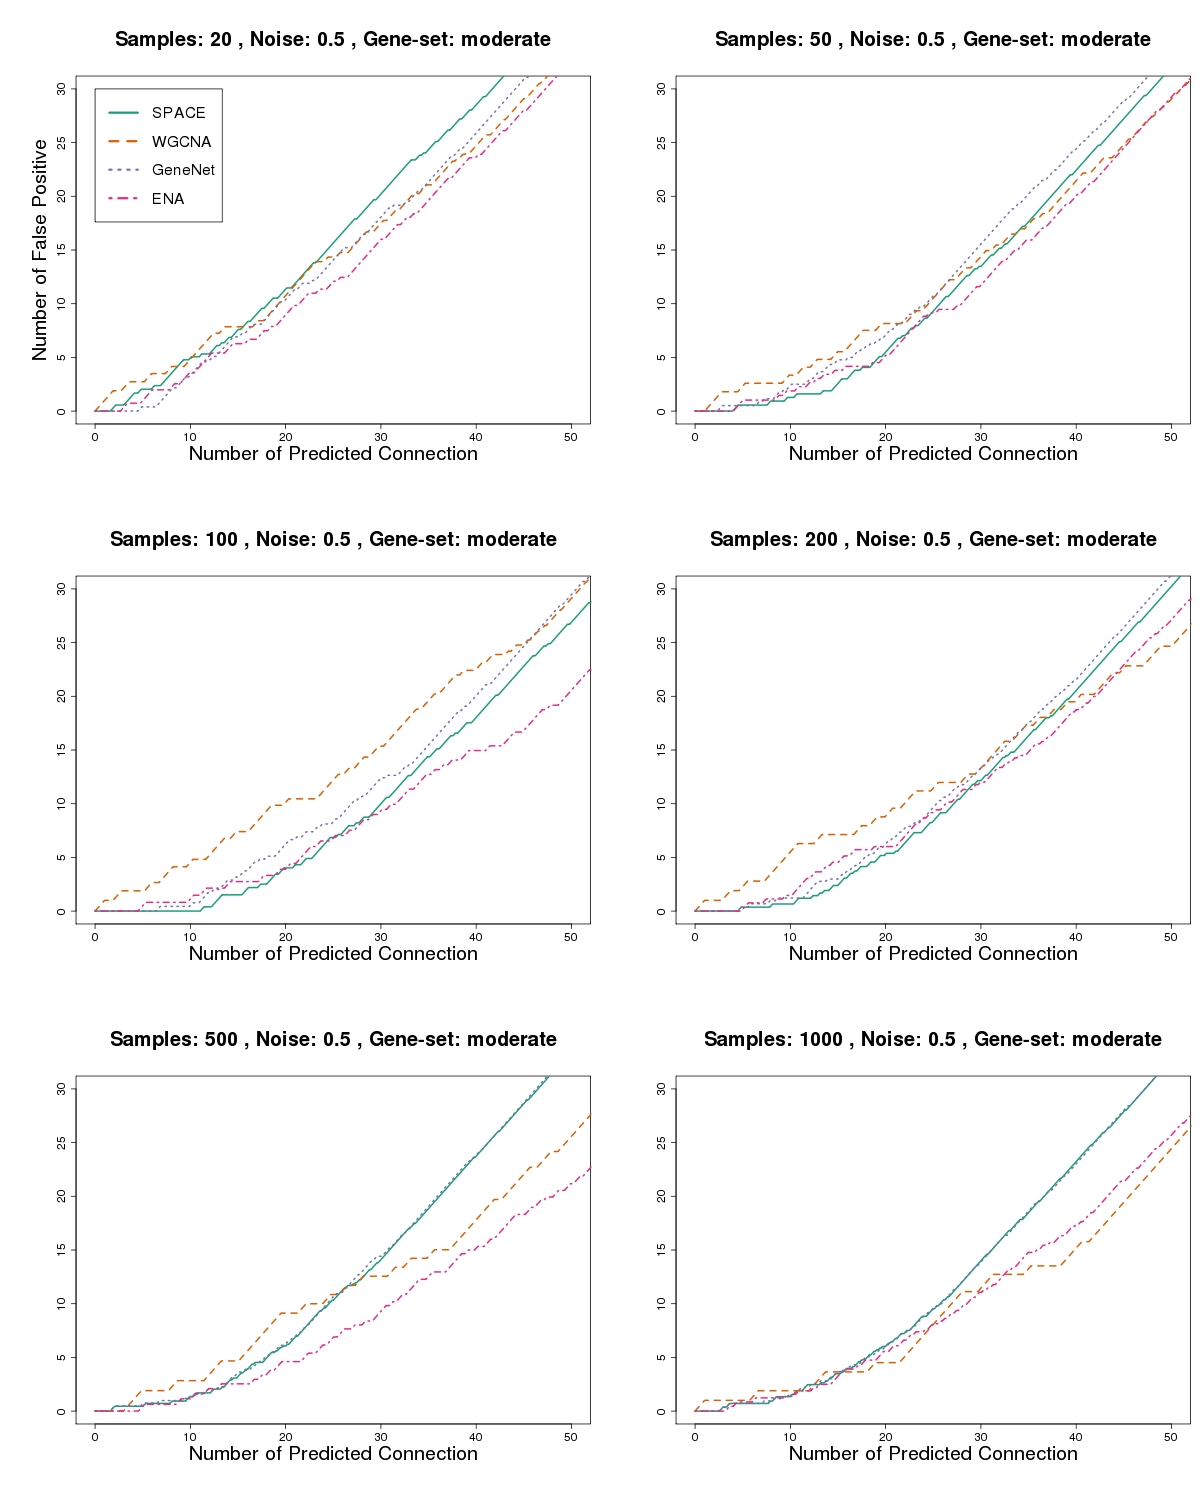 Samples: 20 , Noise: 0.5 , Gene-set: moderate
Number of False Positive
30
25
20
15
10
5
0
SPACE
WGCNA
GeneNet
ENA
0 10 20 30 40 50
Number of Predicted Connection
Samples: 50 , Noise: 0.5 , Gene-set: moderate
30
25
20
15
10
5
0
0 10 20 30 40 50
Number of Predicted Connection
Samples: 100 , Noise: 0.5 , Gene-set: moderate
30
25
20
15
10
5
0
0 10 20 30 40 50
Number of Predicted Connection
Samples: 200 , Noise: 0.5 , Gene-set: moderate
30
25
20
15
10
5
0
0 10 20 30 40 50
Number of Predicted Connection
Samples: 500 , Noise: 0.5 , Gene-set: moderate
30
25
20
15
10
5
0
0 10 20 30 40 50
Number of Predicted Connection
Samples: 1000 , Noise: 0.5 , Gene-set: moderate
30
25
20
15
10
5
0
0 10 20 30 40 50
Number of Predicted Connection